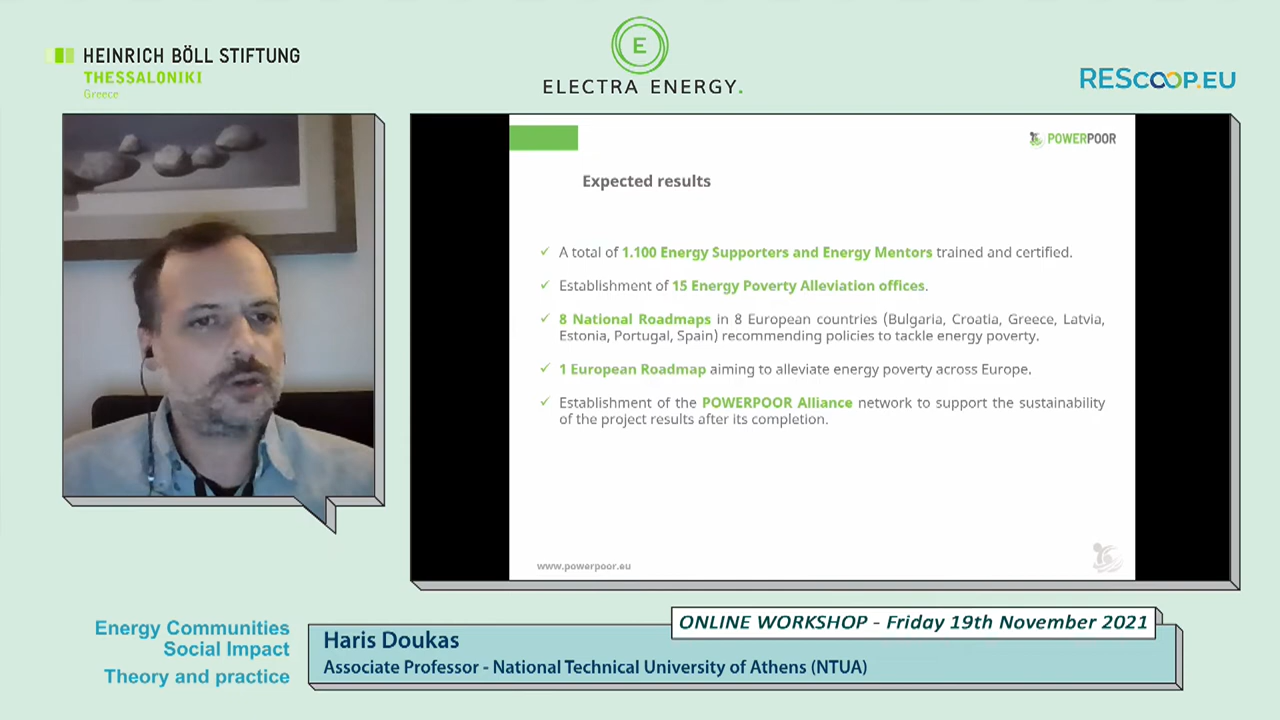 HEINRICH BÖLL STIFTUNG
THESSALONIKI
Greece
E
ELECTRA ENERGY.
REScoop.EU
POWERPOOR
Expected results
✓ A total of 1.100 Energy Supporters and Energy Mentors trained and certified.
✓ Establishment of 15 Energy Poverty Alleviation offices.
✓ 8 National Roadmaps in 8 European countries (Bulgaria, Croatia, Greece, Latvia,
Estonia, Portugal, Spain) recommending policies to tackle energy poverty.
✓ 1 European Roadmap aiming to alleviate energy poverty across Europe.
✓ Establishment of the POWERPOOR Alliance network to support the sustainability
of the project results after its completion.
www.powerpoor.eu
Energy Communities
Social Impact
Theory and practice
ONLINE WORKSHOP - Friday 19th November 2021
Haris Doukas
Associate Professor - National Technical University of Athens (NTUA)